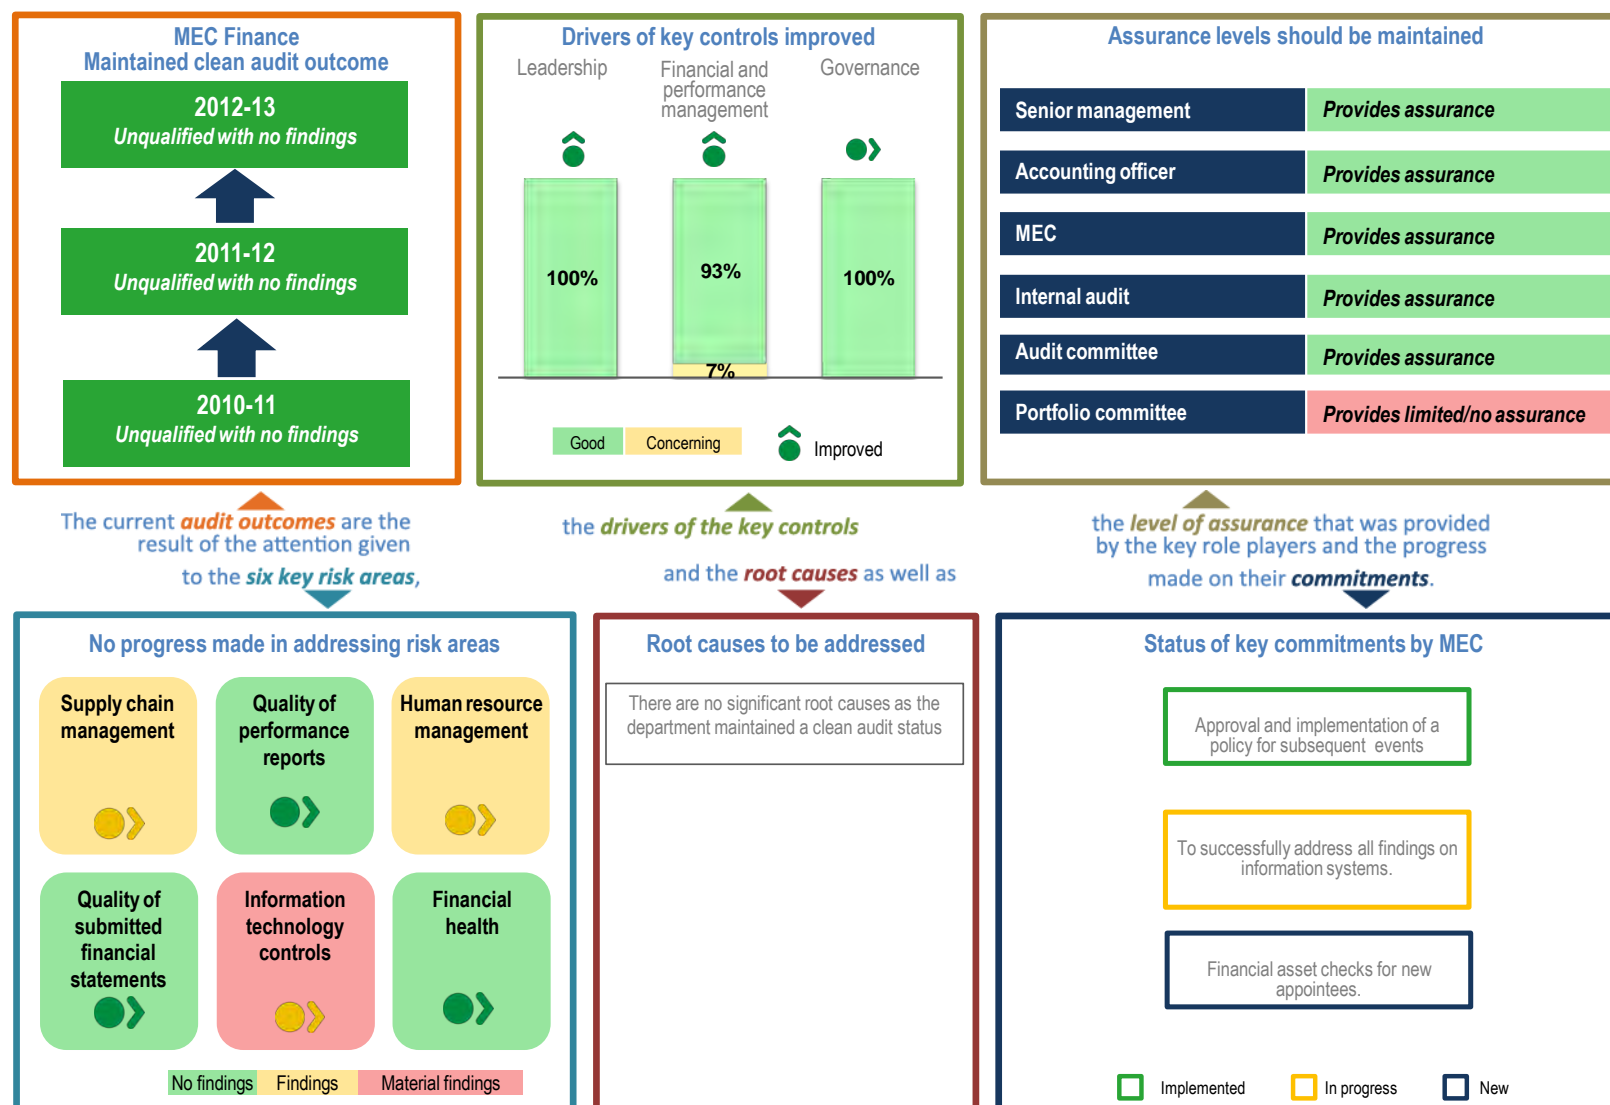 MEC Finance
Maintained clean audit outcome
2012-13
Unqualified with no findings
2011-12
Unqualified with no findings
2010-11
Unqualified with no findings
Drivers of key controls improved
Leadership
Financial and
performance
management
Governance
100%
93%
7%
100%
Good
Concerning
Improved
Assurance levels should be maintained
Senior management
Provides assurance
Accounting officer
Provides assurance
MEC
Provides assurance
Internal audit
Provides assurance
Audit committee
Provides assurance
Portfolio committee
Provides limited/no assurance
The current audit outcomes are the
result of the attention given
to the six key risk areas,
the drivers of the key controls
and the root causes as well as
the level of assurance that was provided
by the key role players and the progress
made on their commitments.
No progress made in addressing risk areas
Supply chain
management
Quality of
performance
reports
Human resource
management
Quality of
submitted
financial
statements
Information
technology
controls
Financial
health
No findings
Findings
Material findings
Root causes to be addressed
There are no significant root causes as the
department maintained a clean audit status
Status of key commitments by MEC
Approval and implementation of a
policy for subsequent events
To successfully address all findings on
information systems.
Financial asset checks for new
appointees.
Implemented
In progress
New